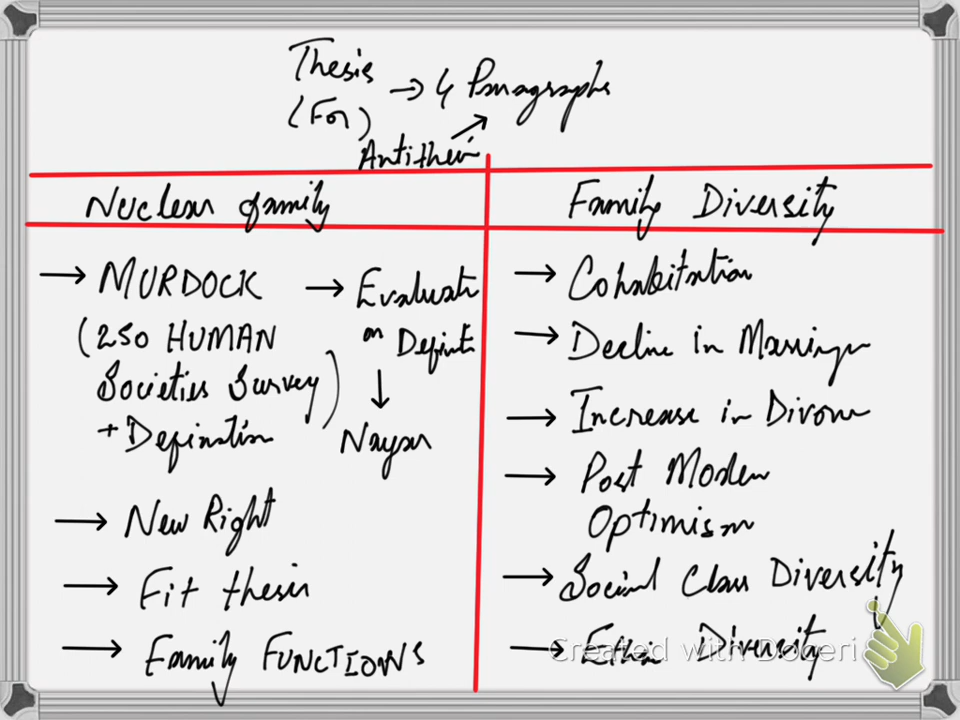 Thesis
(For) → 4 Paragraphs
Antithesis
Nuclear family
→ MURDOCK
(250 HUMAN
Societies Survey)
+ Defination
→ Evaluate
on Definit
↓
Nayar
→ New Right
→ Fit thesis
→ Family FUNCTIONS
Family Diversity
→ Cohabitation
→ Decline in Marriage
→ Increase in Divorce
→ Post Modern
Optimism
→ Social Class Diversity
→ Ethnic Diversity
Created with Doceri